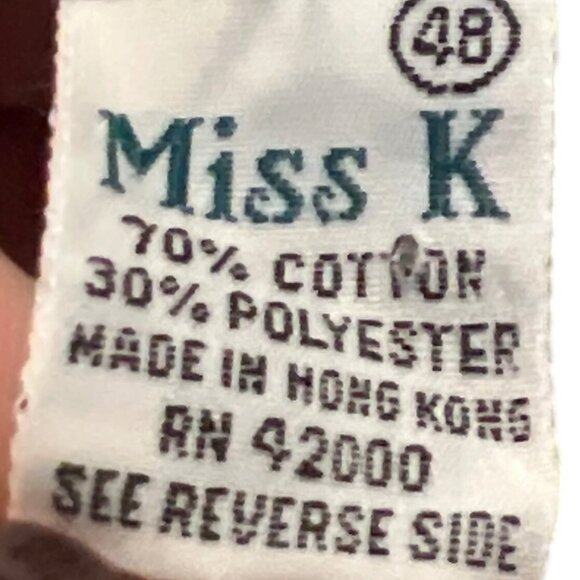 48
Miss K
70% COTTON
30% POLYESTER
MADE IN HONG KONG
RN 42000
SEE REVERSE SIDE